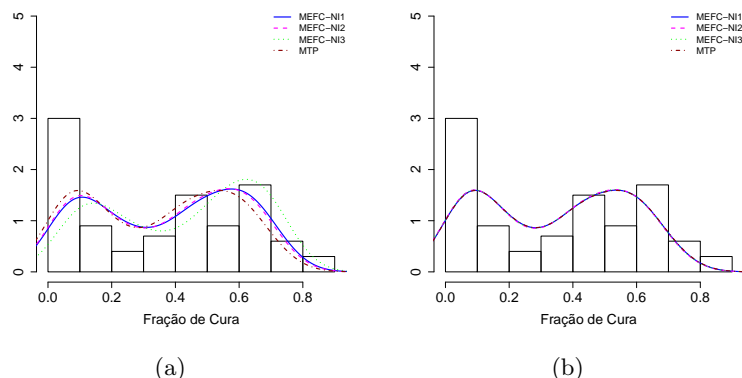 MEFC−NI1
MEFC−NI2
MEFC−NI3
MTP
5
4
3
2
1
0
0.0 0.2 0.4 0.6 0.8
Fração de Cura
(a)
MEFC−NI1
MEFC−NI2
MEFC−NI3
MTP
5
4
3
2
1
0
0.0 0.2 0.4 0.6 0.8
Fração de Cura
(b)